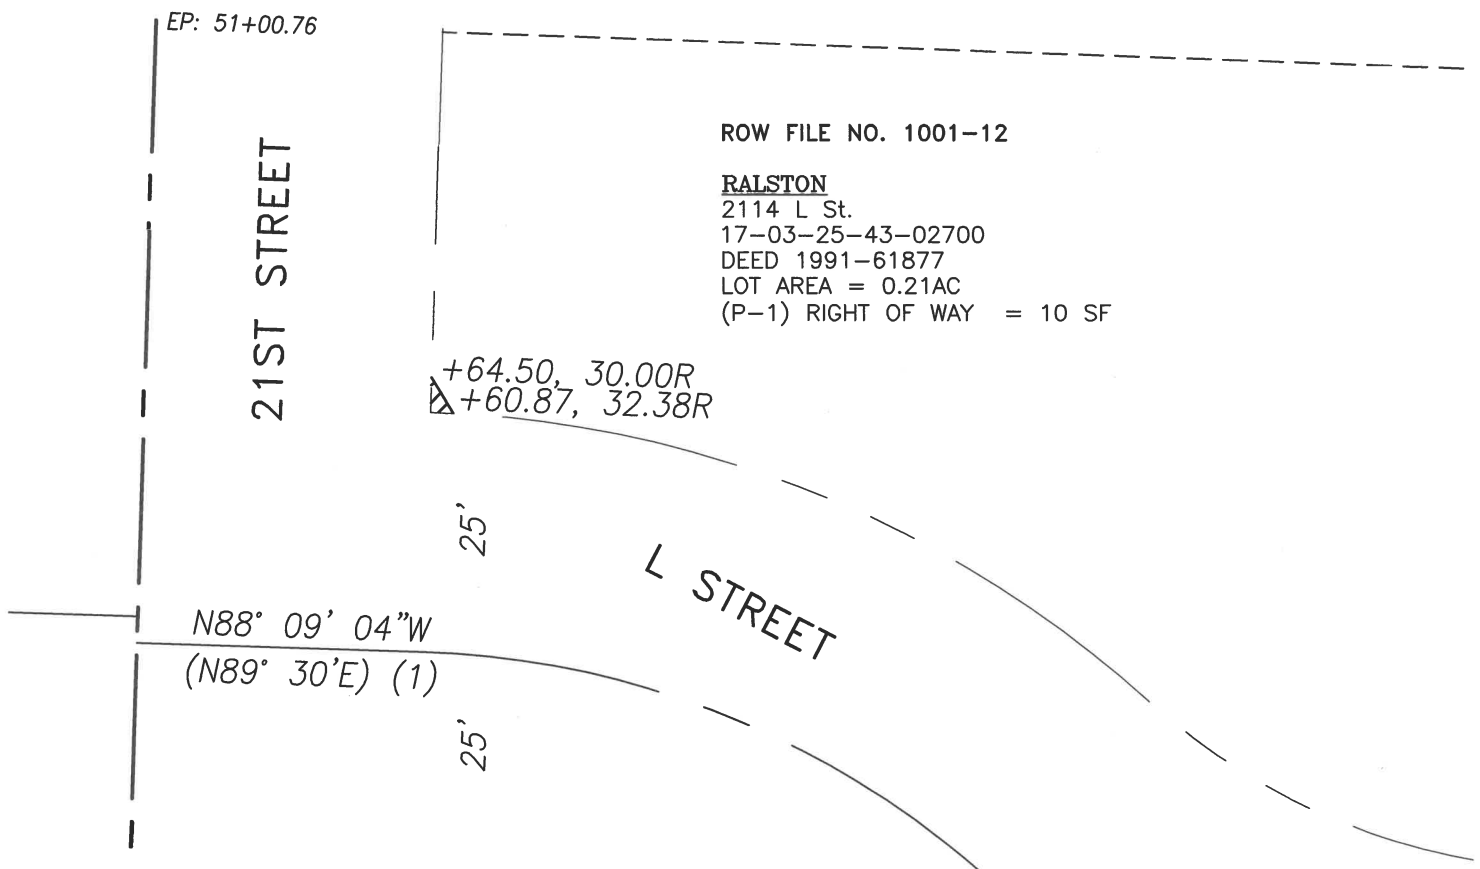 EP: 51+00.76
21ST STREET
ROW FILE NO. 1001-12
RALSTON
2114 L St.
17-03-25-43-02700
DEED 1991-61877
LOT AREA = 0.21AC
(P-1) RIGHT OF WAY = 10 SF
+64.50, 30.00R
+60.87, 32.38R
25'
L STREET
N88° 09' 04"W
(N89° 30'E) (1)
25'